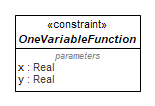 «constraint»
OneVariableFunction
parameters
x : Real
y : Real